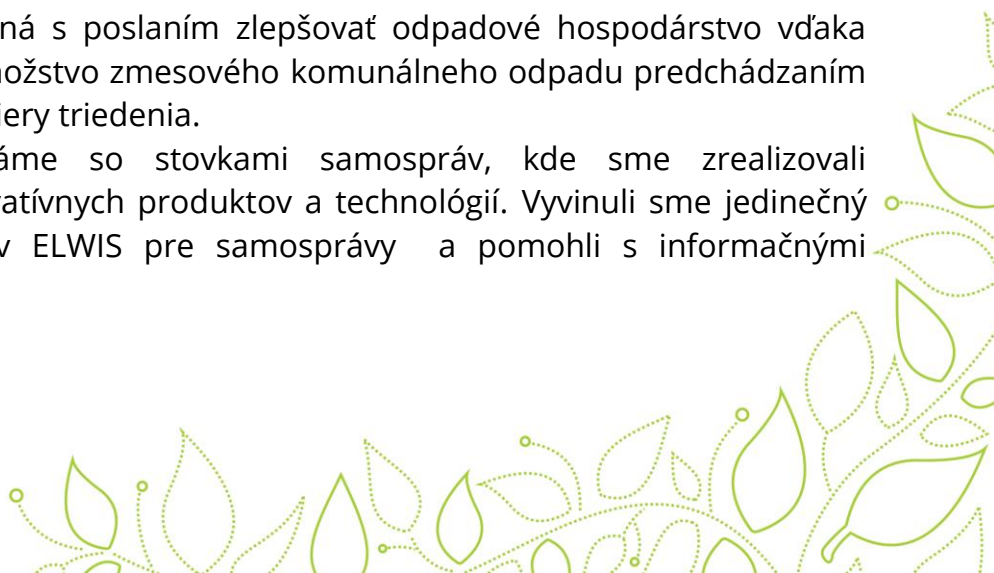 ná s poslaním zlepšovať odpadové hospodárstvo vďaka
nožstvo zmesového komunálneho odpadu predchádzaním
iery triedenia.
áme so stovkami samospráv, kde sme zrealizovali
atívnych produktov a technológií. Vyvinuli sme jedinečný
v ELWIS pre samosprávy a pomohli s informačnými